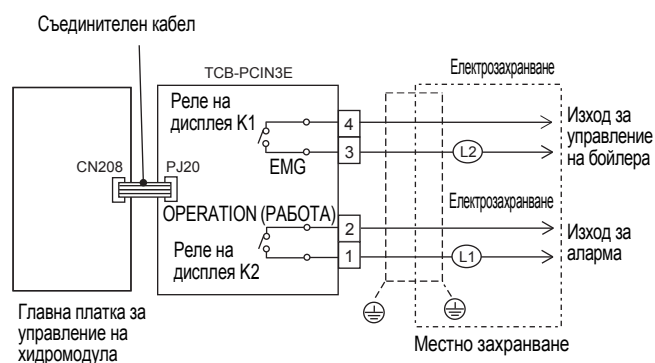 Съединителен кабел
TCB-PCIN3E
Електрозахранване
Реле на
дисплея K1
4
3
EMG
L2
Изход за
управление
на бойлера
CN208
PJ20
OPERATION (РАБОТА)
Електрозахранване
2
1
Реле на
дисплея K2
L1
Изход за
аларма
Главна платка за
управление на
хидромодула
Местно захранване